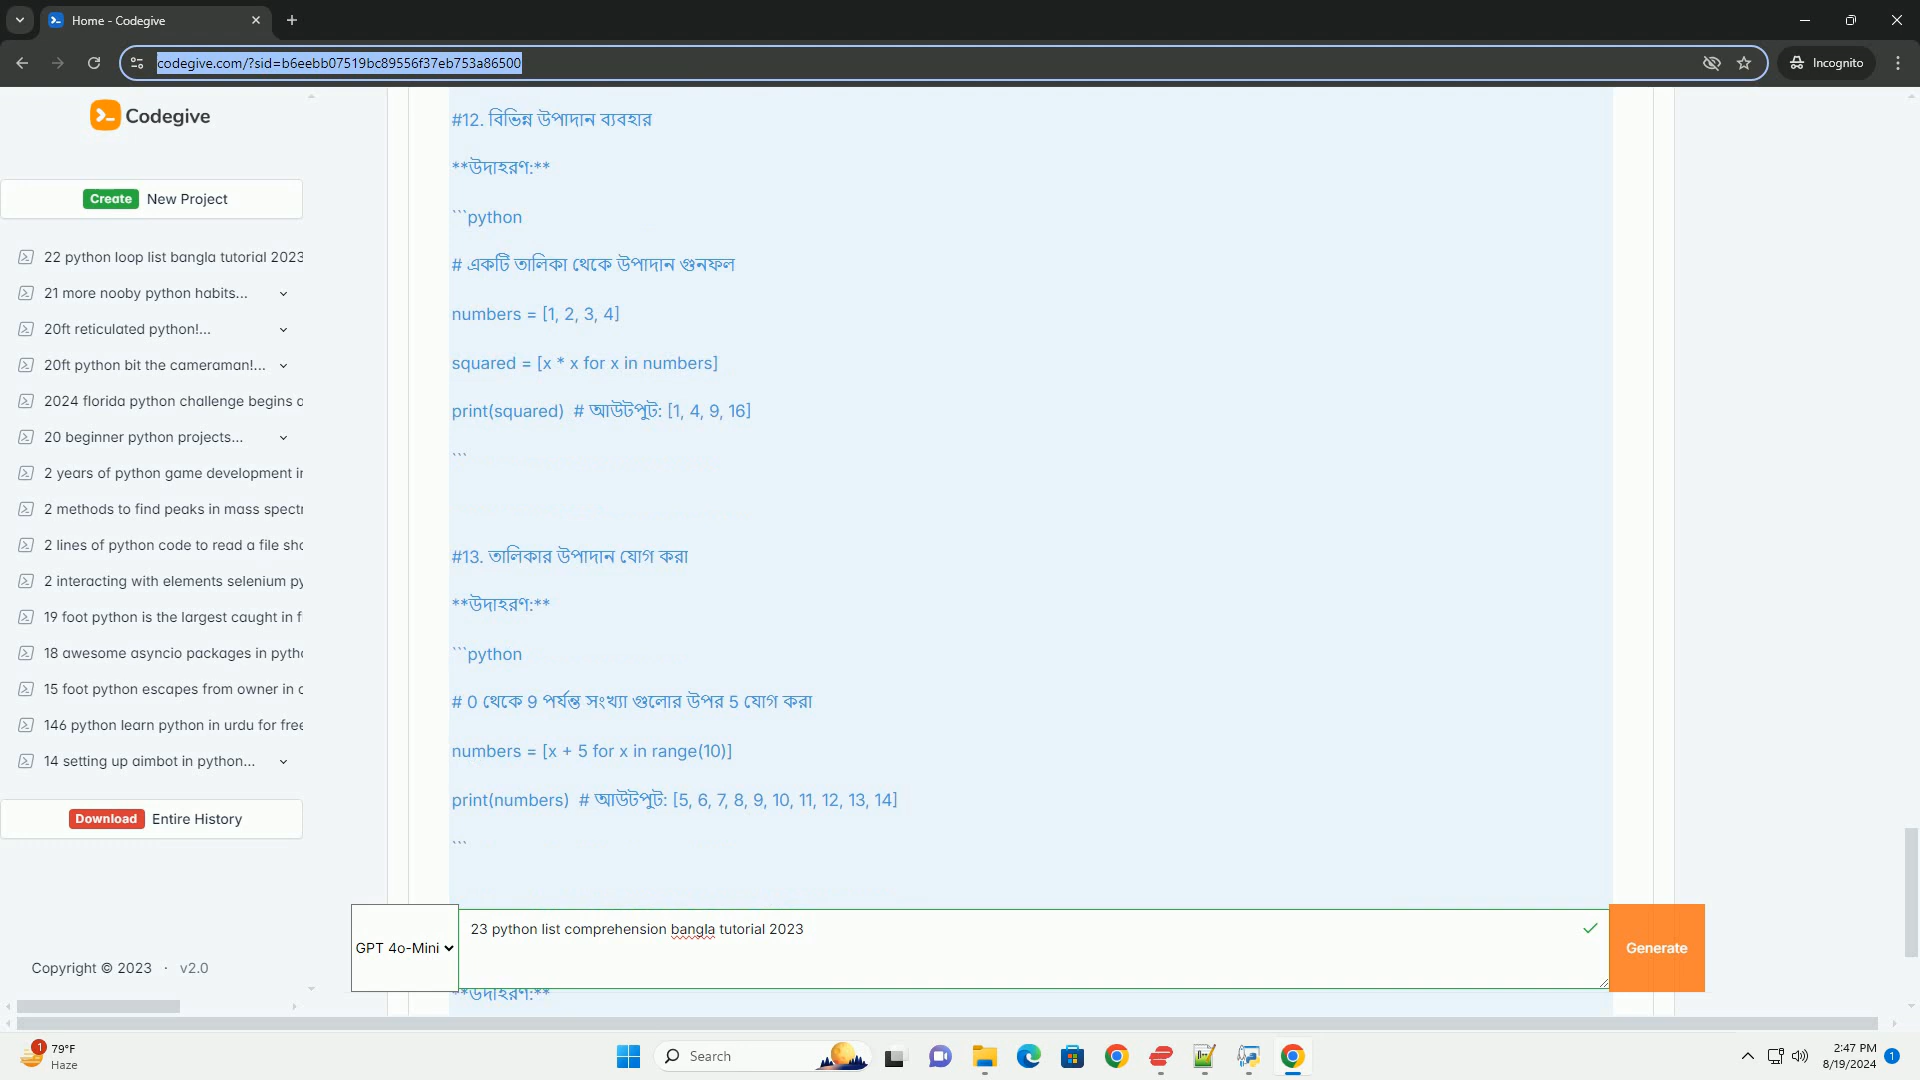 Home - Codegive
codegive.com/?sid=b6eebb07519bc89556f37eb753a86500
Incognito
Codegive
Create New Project
22 python loop list bangla tutorial 2023
21 more nooby python habits...
20ft reticulated python!...
20ft python bit the cameraman!...
2024 florida python challenge begins
20 beginner python projects...
2 years of python game development
2 methods to find peaks in mass
2 lines of python code to read a file
2 interacting with elements selenium
19 foot python is the largest caught in
18 awesome asyncio packages in
15 foot python escapes from owner in
146 python learn python in urdu for
14 setting up aimbot in python...
Download Entire History
Copyright © 2023 · v2.0
#12. বিভিন্ন উপাদান ব্যবহার
**উদাহরণ:**
```python
# একটি তালিকা থেকে উপাদান গুনফল
numbers = [1, 2, 3, 4]
squared = [x * x for x in numbers]
print(squared)  # আউটপুট: [1, 4, 9, 16]
```
#13. তালিকার উপাদান যোগ করা
**উদাহরণ:**
```python
# 0 থেকে 9 পর্যন্ত সংখ্যা গুলোর উপর 5 যোগ করা
numbers = [x + 5 for x in range(10)]
print(numbers)  # আউটপুট: [5, 6, 7, 8, 9, 10, 11, 12, 13, 14]
```
GPT 4o-Mini
23 python list comprehension bangla tutorial 2023
Generate
**উদাহরণ:**
1
79°F
Haze
Search
2:47 PM
8/19/2024
1